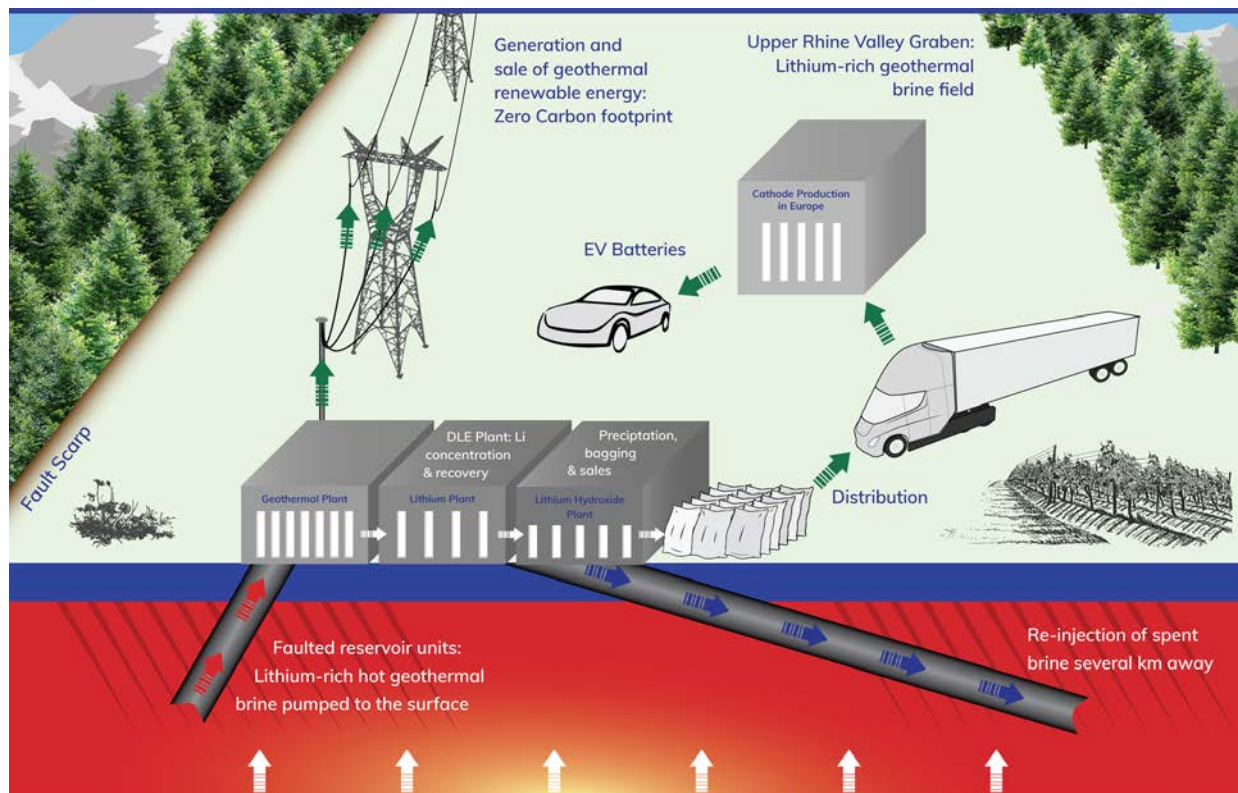 Generation and
sale of geothermal
renewable energy:
Zero Carbon footprint
Upper Rhine Valley Graben:
Lithium-rich geothermal
brine field
Cathode Production
in Europe
EV Batteries
Fault Scarp
DLE Plant: Li
concentration
& recovery
Preciptation,
bagging
& sales
Geothermal Plant
Lithium Plant
Lithium Hydroxide
Plant
Distribution
Faulted reservoir units:
Lithium-rich hot geothermal
brine pumped to the surface
Re-injection of spent
brine several km away